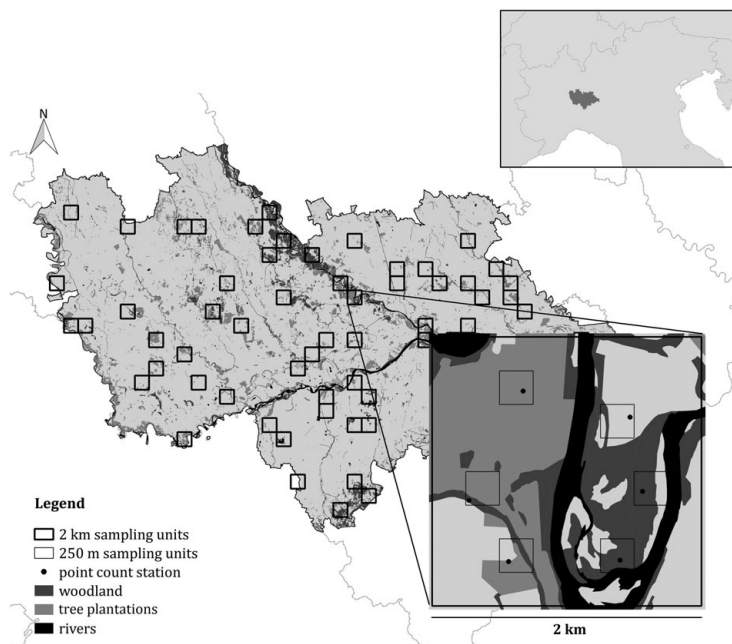 N
Legend
2 km sampling units
250 m sampling units
point count station
woodland
tree plantations
rivers
2 km